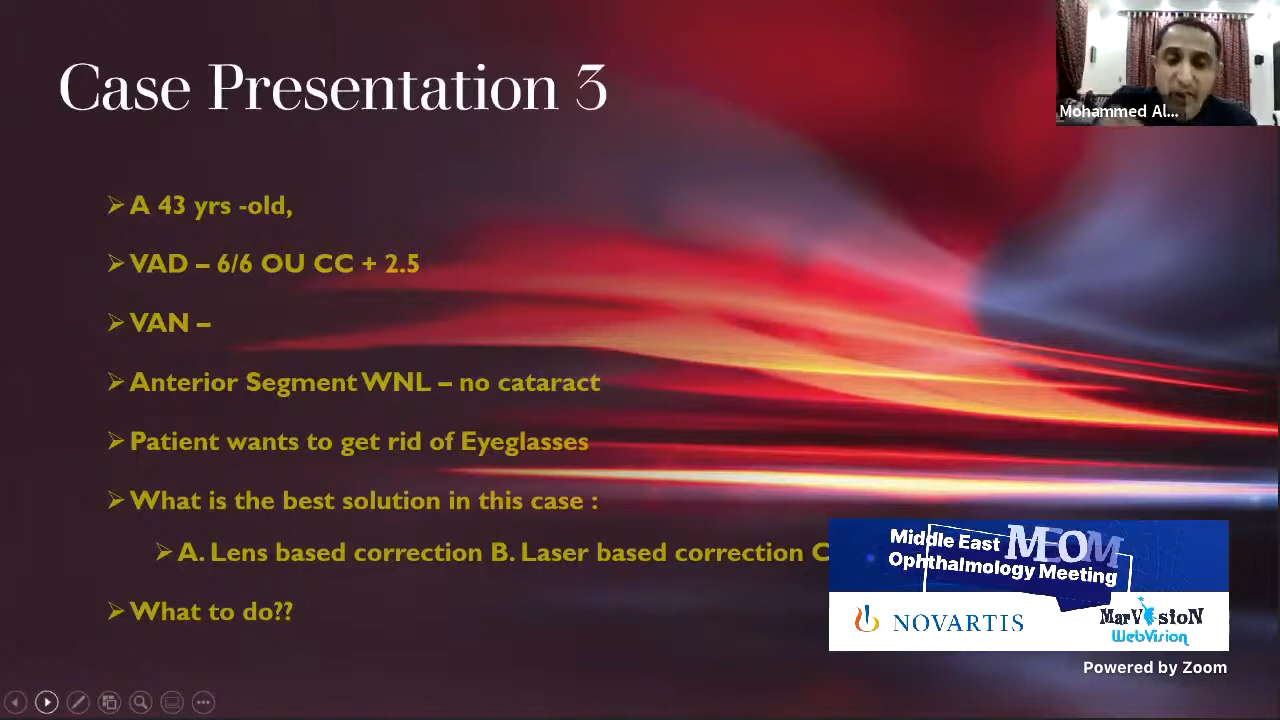 Case Presentation 3
Mohammed Al...
A 43 yrs -old,
VAD – 6/6 OU CC + 2.5
VAN –
Anterior Segment WNL – no cataract
Patient wants to get rid of Eyeglasses
What is the best solution in this case :
A. Lens based correction B. Laser based correction C
What to do??
Middle East MEOM
Ophthalmology Meeting
NOVARTIS
MarVisioN
WebVision
Powered by Zoom